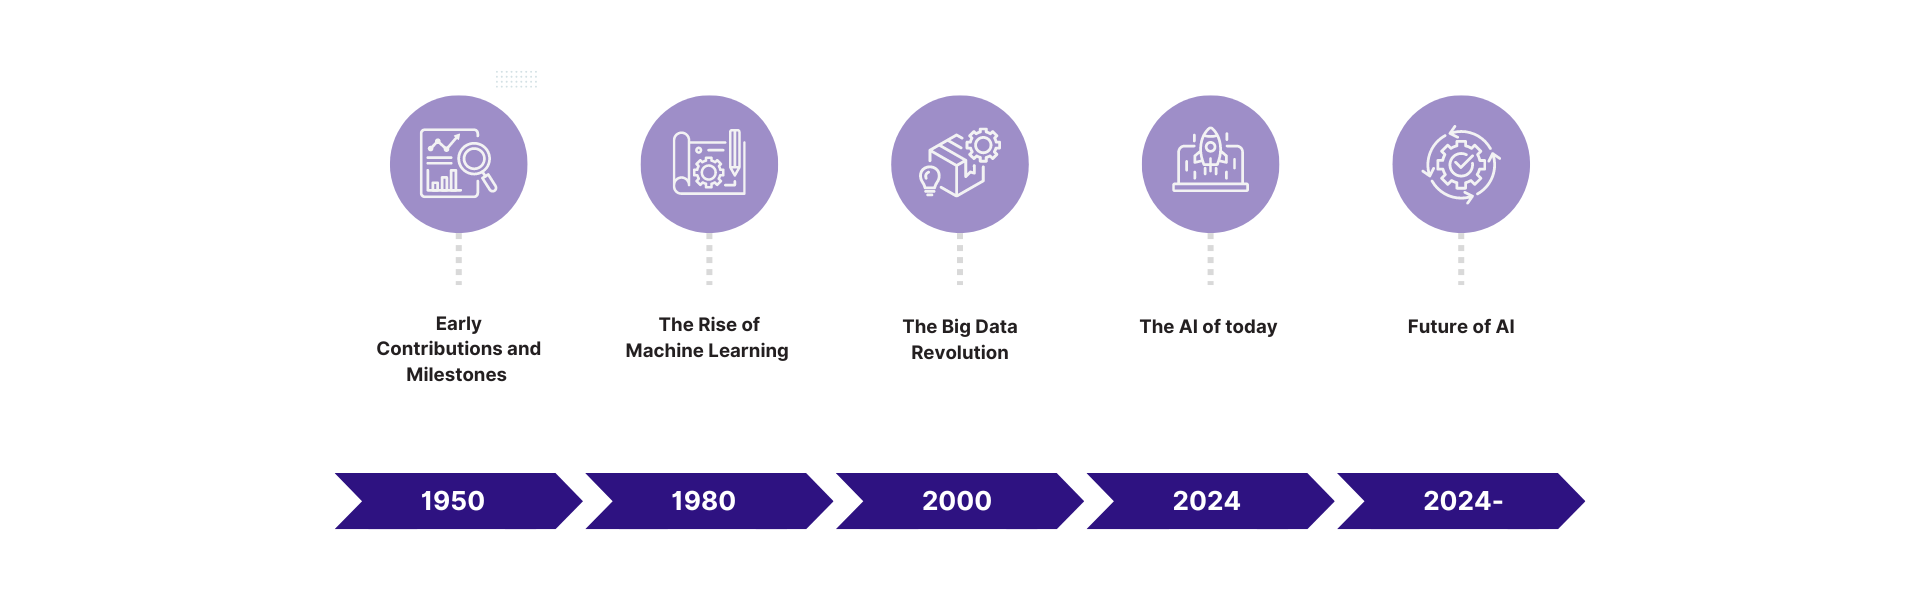 Early
Contributions and
Milestones
The Rise of
Machine Learning
The Big Data
Revolution
The AI of today
Future of AI
1950
1980
2000
2024
2024-